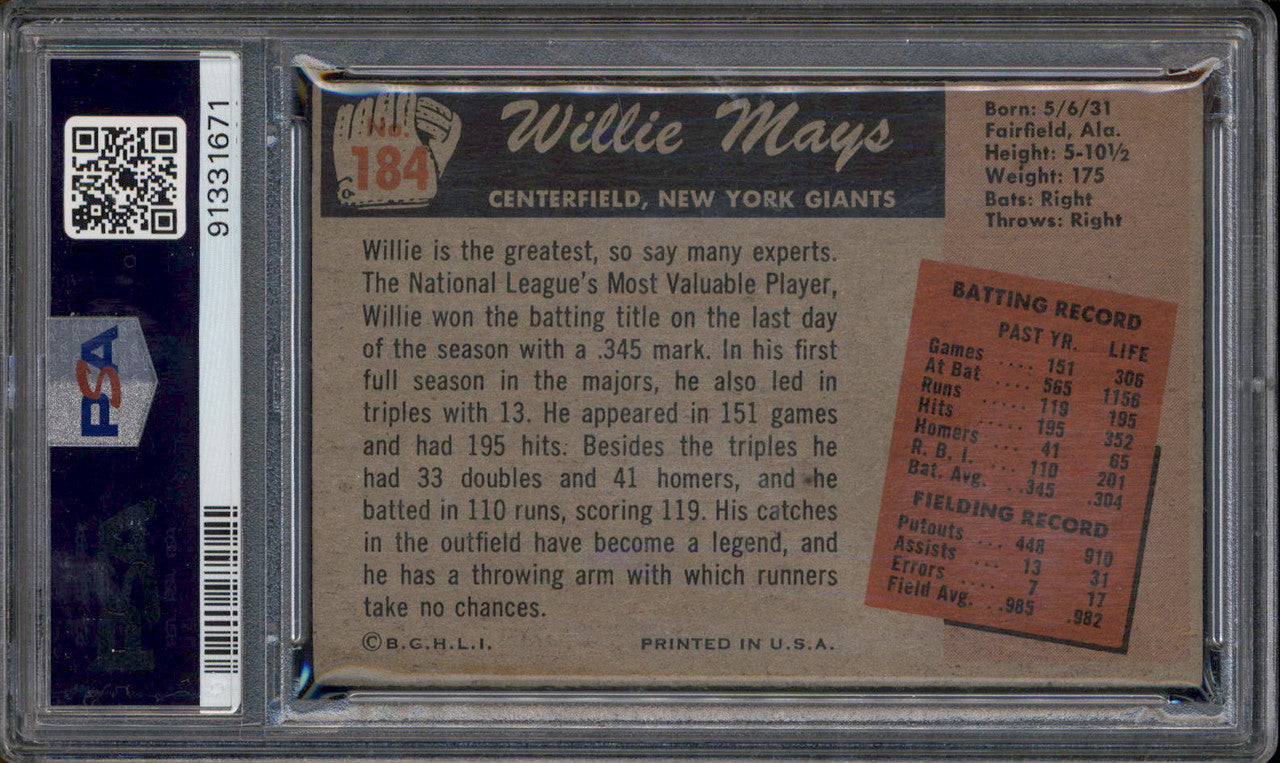 91331671
PSA
No.
184
Willie Mays
CENTERFIELD, NEW YORK GIANTS
Born: 5/6/31
Fairfield, Ala.
Height: 5-10½
Weight: 175
Bats: Right
Throws: Right
Willie is the greatest, so say many experts.
The National League's Most Valuable Player,
Willie won the batting title on the last day
of the season with a .345 mark. In his first
full season in the majors, he also led in
triples with 13. He appeared in 151 games
and had 195 hits. Besides the triples he
had 33 doubles and 41 homers, and he
batted in 110 runs, scoring 119. His catches
in the outfield have become a legend, and
he has a throwing arm with which runners
take no chances.
©B.G.H.L.I. PRINTED IN U.S.A.
BATTING RECORD
PAST YR. LIFE
Games .... 151 306
At Bat .... 565 1156
Runs ..... 119 195
Hits ..... 195 352
Homers .... 41 65
R. B. I. .... 110 201
Bat. Avg. . .345 .304
FIELDING RECORD
Putouts ... 448 910
Assists .... 13 31
Errors .... 7 17
Field Avg. . .985 .982